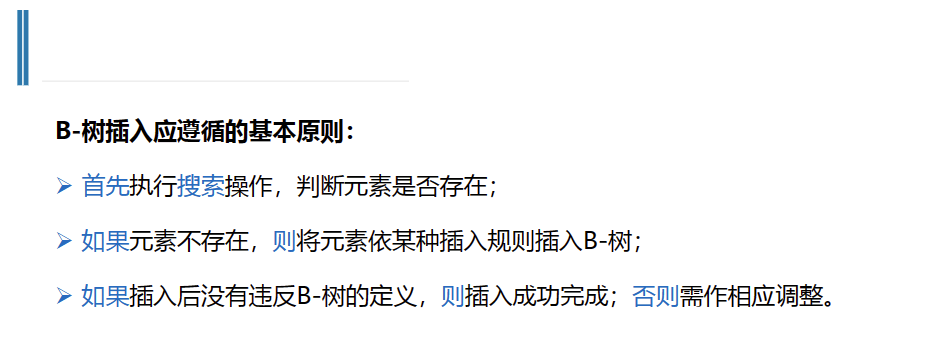 B-树插入应遵循的基本原则：
➢ 首先执行搜索操作，判断元素是否存在；
➢ 如果元素不存在，则将元素依某种插入规则插入B-树；
➢ 如果插入后没有违反B-树的定义，则插入成功完成；否则需作相应调整。